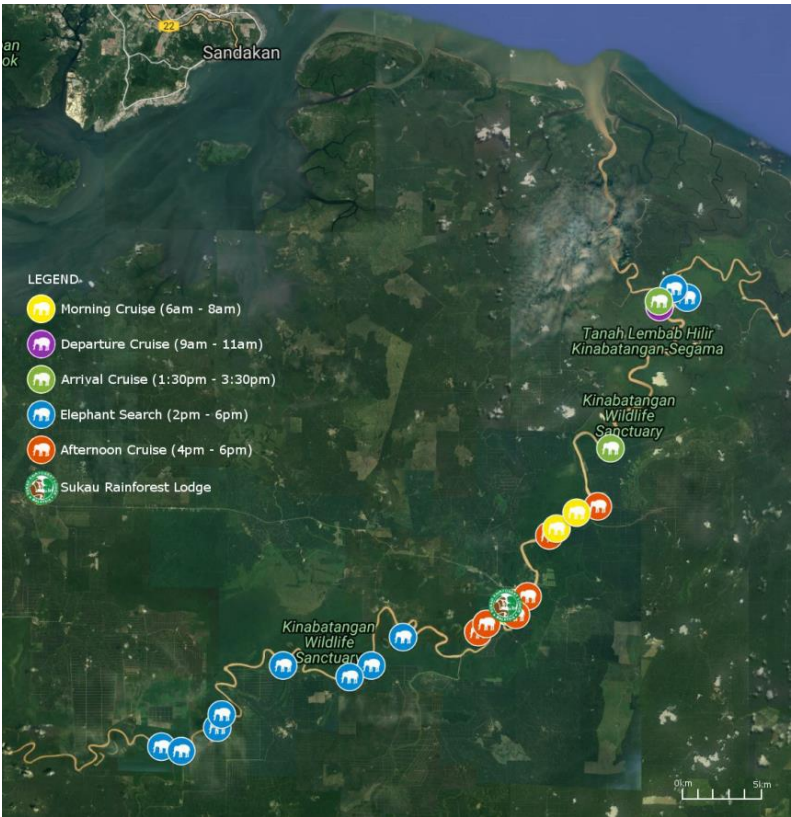 22
Sandakan
LEGEND
Morning Cruise (6am - 8am)
Departure Cruise (9am - 11am)
Arrival Cruise (1:30pm - 3:30pm)
Elephant Search (2pm - 6pm)
Afternoon Cruise (4pm - 6pm)
Sukau Rainforest Lodge
Tanah Lembab Hilir
Kinabatangan-Segama
Kinabatangan
Wildlife
Sanctuary
Kinabatangan
Wildlife
Sanctuary
0km
5km